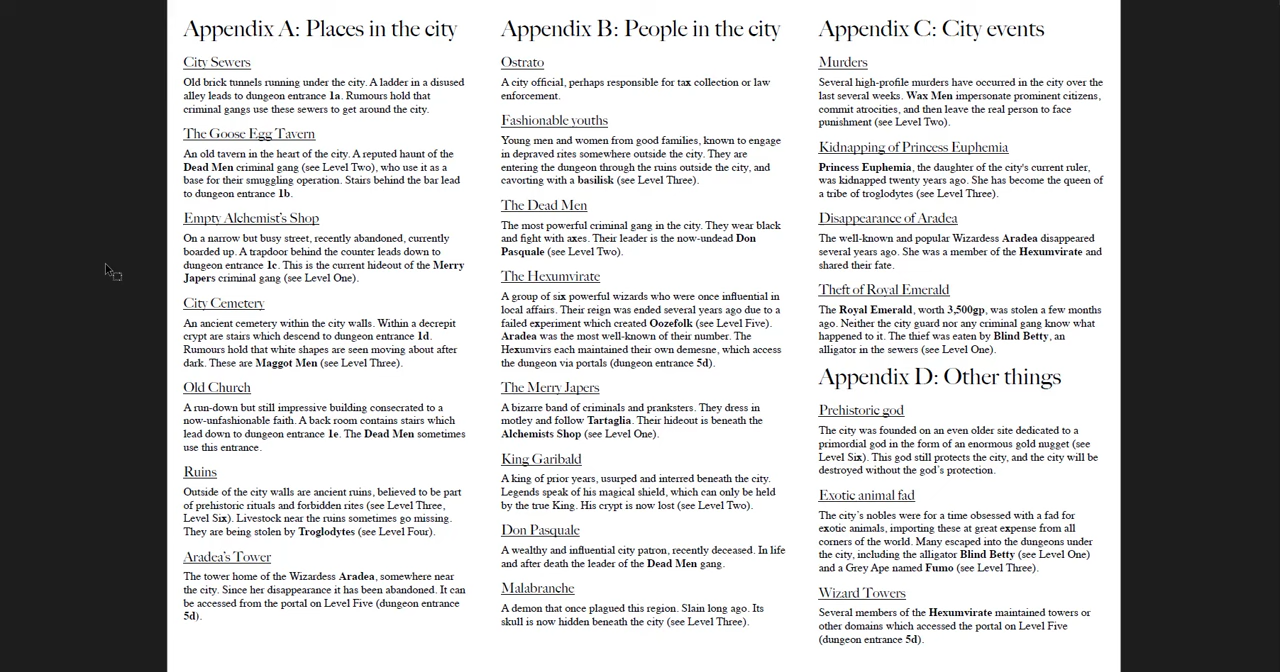 Appendix A: Places in the city
City Sewers
Old brick tunnels running under the city. A ladder in a disused
alley leads to dungeon entrance 1a. Rumours hold that
criminal gangs use these sewers to get around the city.
The Goose Egg Tavern
An old tavern in the heart of the city. A reputed haunt of the
Dead Men criminal gang (see Level Two), who use it as a
base for their smuggling operation. Stairs behind the bar lead
to dungeon entrance 1b.
Empty Alchemist's Shop
On a narrow but busy street, recently abandoned, currently
boarded up. A trapdoor behind the counter leads down to
dungeon entrance 1c. This is the current hideout of the Merry
Japers criminal gang (see Level One).
City Cemetery
An ancient cemetery within the city walls. Within a decrepit
crypt are stairs which descend to dungeon entrance 1d.
Rumours hold that white shapes are seen moving about after
dark. These are Maggot Men (see Level Three).
Old Church
A run-down but still impressive building consecrated to a
now-unfashionable faith. A back room contains stairs which
lead down to dungeon entrance 1e. The Dead Men sometimes
use this entrance.
Ruins
Outside of the city walls are ancient ruins, believed to be part
of prehistoric rituals and forbidden rites (see Level Three,
Level Six). Livestock near the ruins sometimes go missing.
They are being stolen by Troglodytes (see Level Four).
Aradea's Tower
The tower home of the Wizardess Aradea, somewhere near
the city. Since her disappearance it has been abandoned. It can
be accessed from the portal on Level Five (dungeon entrance
5d).
Appendix B: People in the city
Ostrato
A city official, perhaps responsible for tax collection or law
enforcement.
Fashionable youths
Young men and women from good families, known to engage
in depraved rites somewhere outside the city. They are
entering the dungeon through the ruins outside the city, and
cavorting with a basilisk (see Level Three).
The Dead Men
The most powerful criminal gang in the city. They wear black
and fight with axes. Their leader is the now-undead Don
Pasquale (see Level Two).
The Hexumvirate
A group of six powerful wizards who were once influential in
local affairs. Their reign was ended several years ago due to a
failed experiment which created Oozefolk (see Level Five).
Aradea was the most well-known of their number. The
Hexumvirs each maintained their own demesne, which access
the dungeon via portals (dungeon entrance 5d).
The Merry Japers
A bizarre band of criminals and pranksters. They dress in
motley and follow Tartaglia. Their hideout is beneath the
Alchemists Shop (see Level One).
King Garibald
A king of prior years, usurped and interred beneath the city.
Legends speak of his magical shield, which can only be held
by the true King. His crypt is now lost (see Level Two).
Don Pasquale
A wealthy and influential city patron, recently deceased. In life
and after death the leader of the Dead Men gang.
Malabranche
A demon that once plagued this region. Slain long ago. Its
skull is now hidden beneath the city (see Level Three).
Appendix C: City events
Murders
Several high-profile murders have occurred in the city over the
last several weeks. Wax Men impersonate prominent citizens,
commit atrocities, and then leave the real person to face
punishment (see Level Two).
Kidnapping of Princess Euphemia
Princess Euphemia, the daughter of the city's current ruler,
was kidnapped twenty years ago. She has become the queen of
a tribe of troglodytes (see Level Three).
Disappearance of Aradea
The well-known and popular Wizardess Aradea disappeared
several years ago. She was a member of the Hexumvirate and
shared their fate.
Theft of Royal Emerald
The Royal Emerald, worth 3,500gp, was stolen a few months
ago. Neither the city guard nor any criminal gang know what
happened to it. The thief was eaten by Blind Betty, an
alligator in the sewers (see Level One).
Appendix D: Other things
Prehistoric god
The city was founded on an even older site dedicated to a
primordial god in the form of an enormous gold nugget (see
Level Six). This god still protects the city, and the city will be
destroyed without the god's protection.
Exotic animal fad
The city's nobles were for a time obsessed with a fad for
exotic animals, importing these at great expense from all
corners of the world. Many escaped into the dungeons under
the city, including the alligator Blind Betty (see Level One)
and a Grey Ape named Fumo (see Level Three).
Wizard Towers
Several members of the Hexumvirate maintained towers or
other domains which accessed the portal on Level Five
(dungeon entrance 5d).